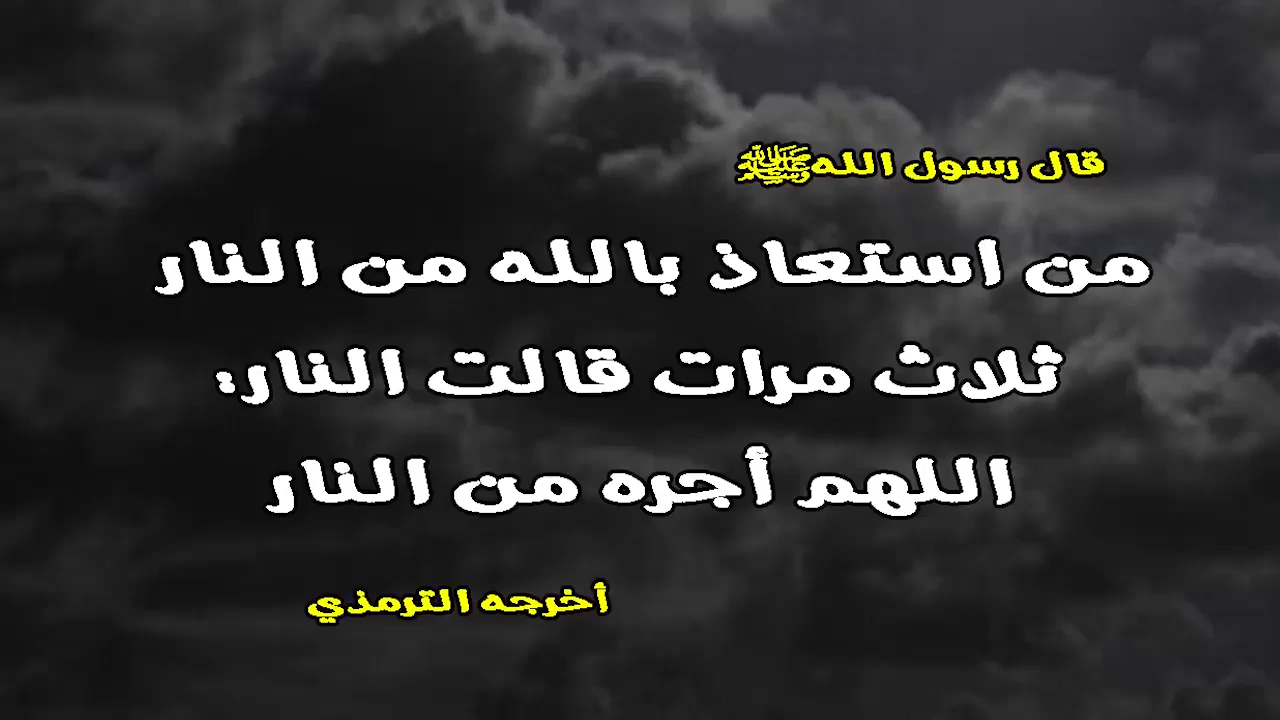 قال رسول الله ﷺ
من استعاذ بالله من النار
ثلاث مرات قالت النار:
اللهم أجره من النار
أخرجه الترمذي